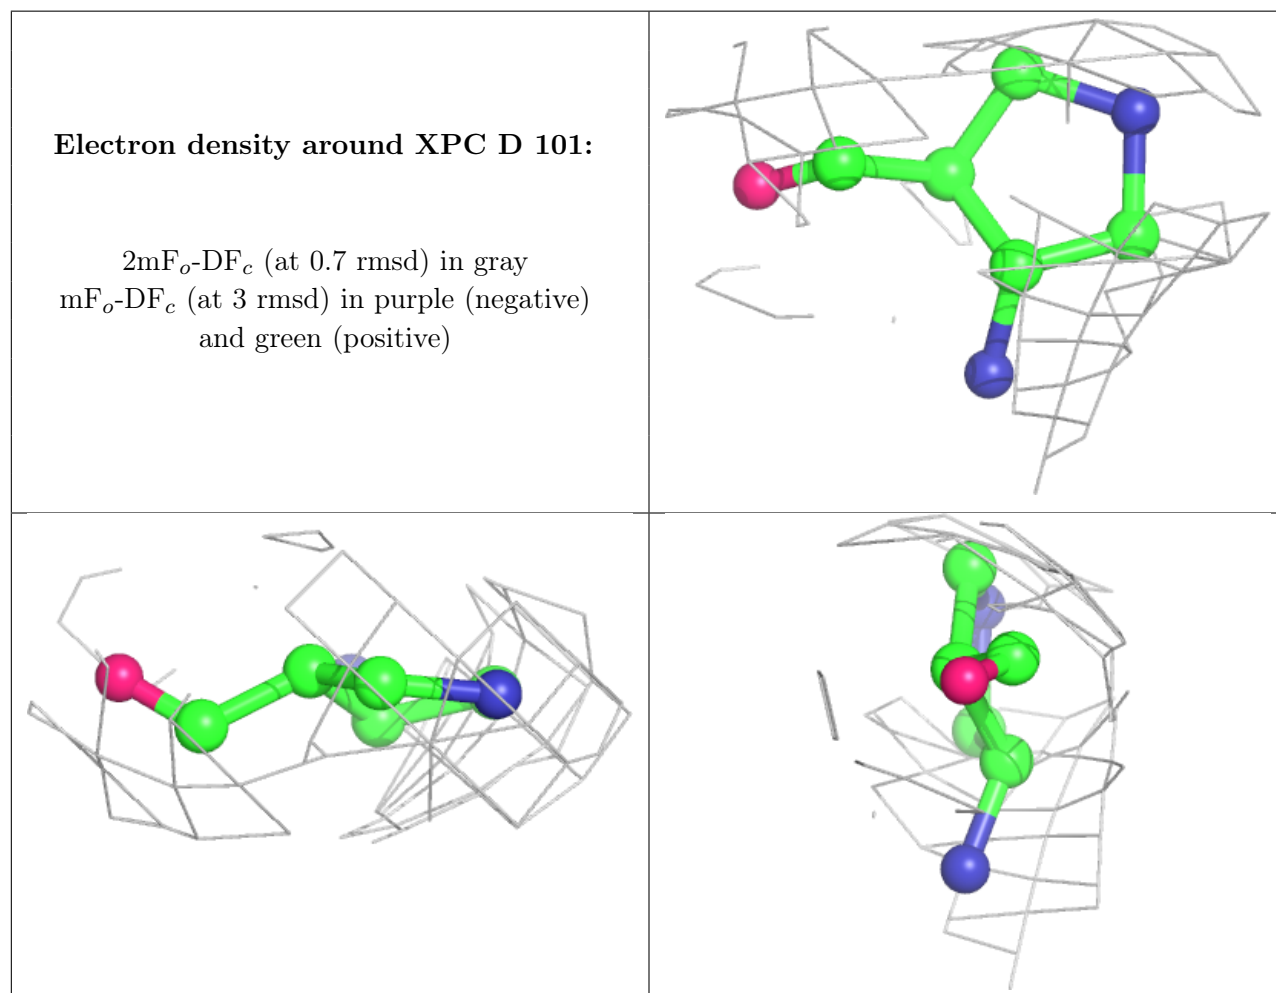 Electron density around XPC D 101:
2mFo-DFc (at 0.7 rmsd) in gray
mFo-DFc (at 3 rmsd) in purple (negative)
and green (positive)